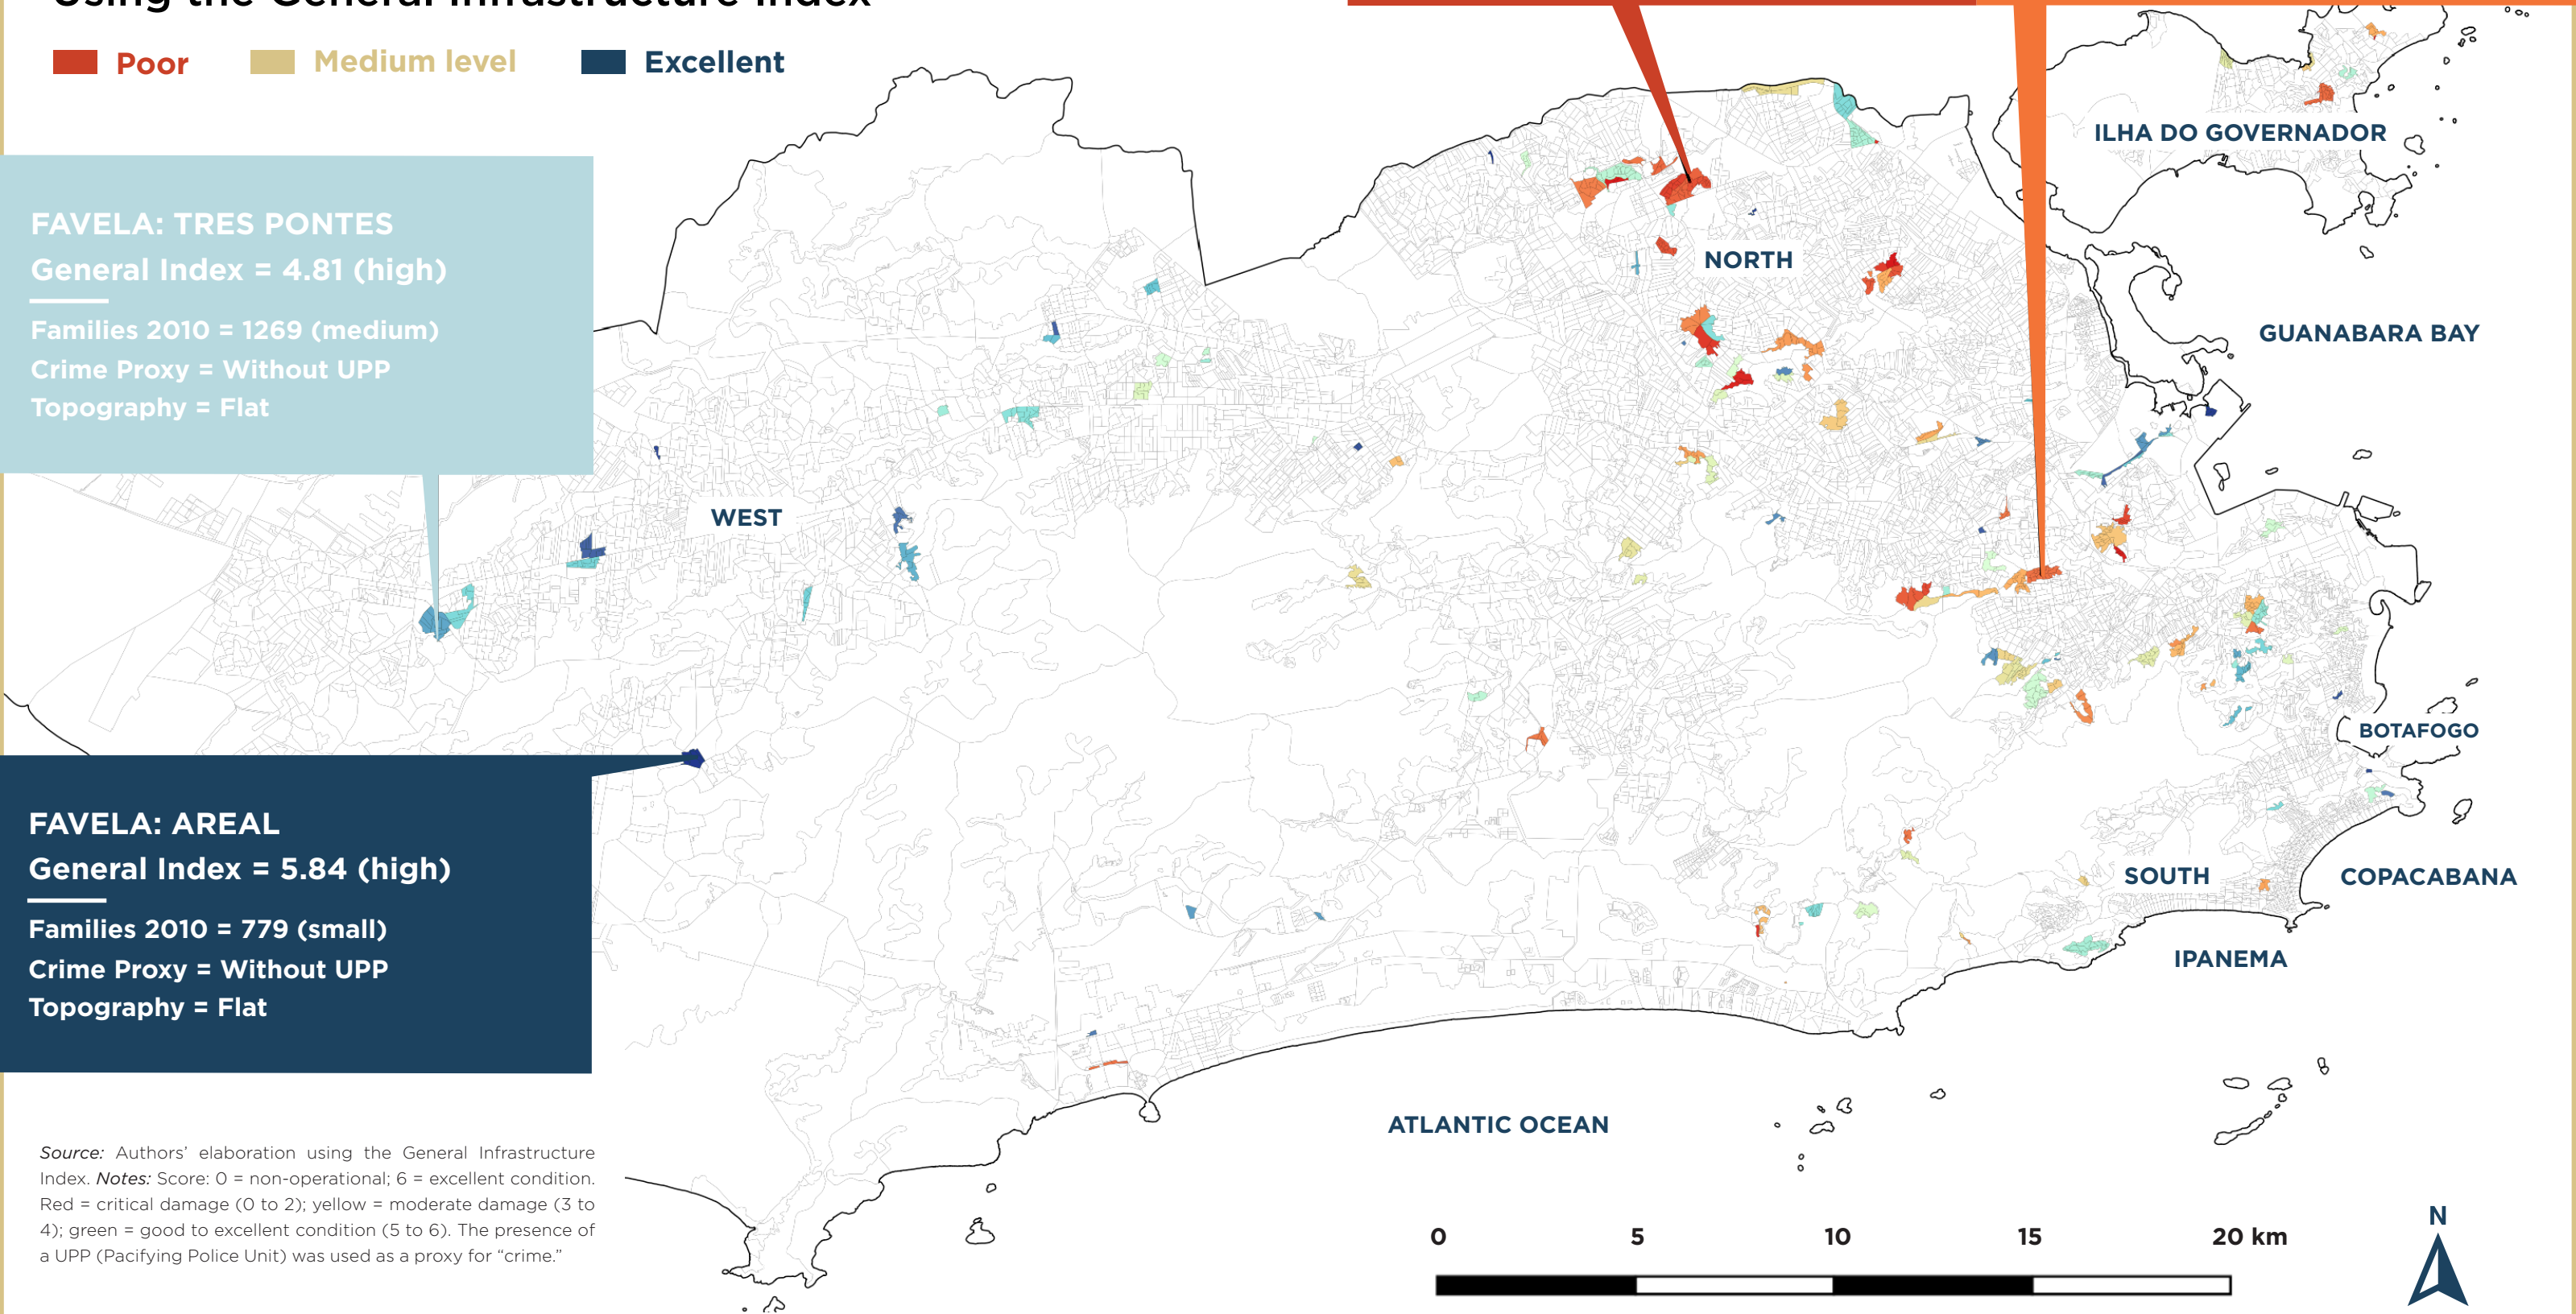 Using the General Infrastructure Index
Poor
Medium level
Excellent
FAVELA: TRES PONTES
General Index = 4.81 (high)
Families 2010 = 1269 (medium)
Crime Proxy = Without UPP
Topography = Flat
FAVELA: AREAL
General Index = 5.84 (high)
Families 2010 = 779 (small)
Crime Proxy = Without UPP
Topography = Flat
ILHA DO GOVERNADOR
NORTH
GUANABARA BAY
WEST
BOTAFOGO
SOUTH
COPACABANA
IPANEMA
ATLANTIC OCEAN
Source: Authors’ elaboration using the General Infrastructure
Index. Notes: Score: 0 = non-operational; 6 = excellent condition.
Red = critical damage (0 to 2); yellow = moderate damage (3 to
4); green = good to excellent condition (5 to 6). The presence of
a UPP (Pacifying Police Unit) was used as a proxy for “crime.”
0 5 10 15 20 km
N